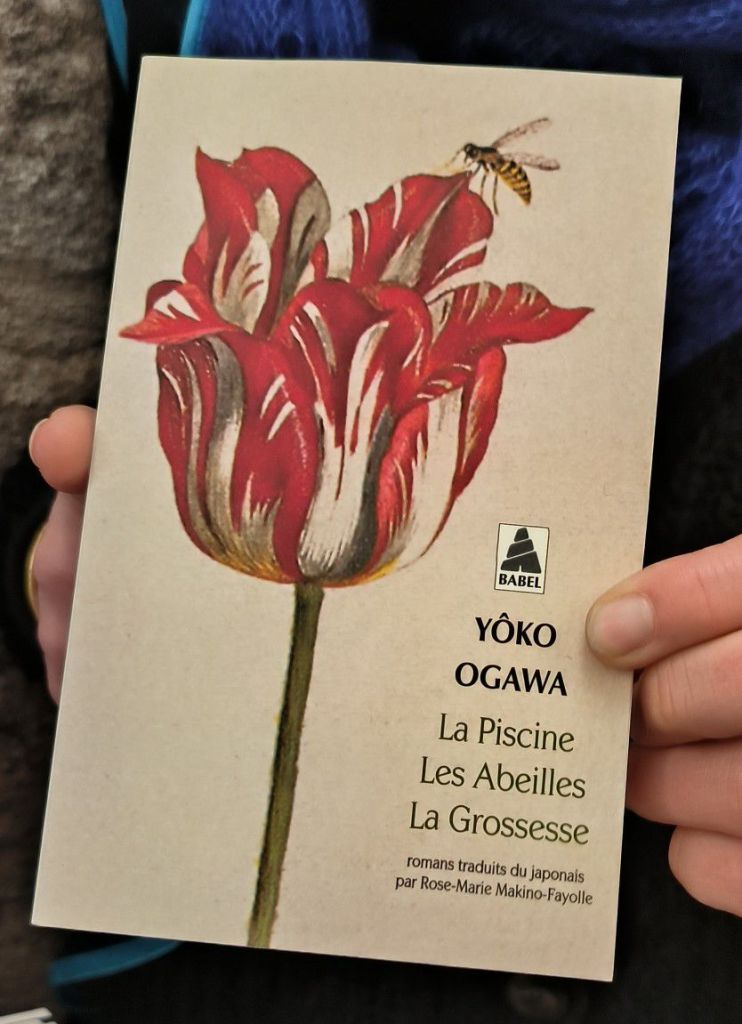 BABEL
YÔKO
OGAWA
La Piscine
Les Abeilles
La Grossesse
romans traduits du japonais
par Rose-Marie Makino-Fayolle